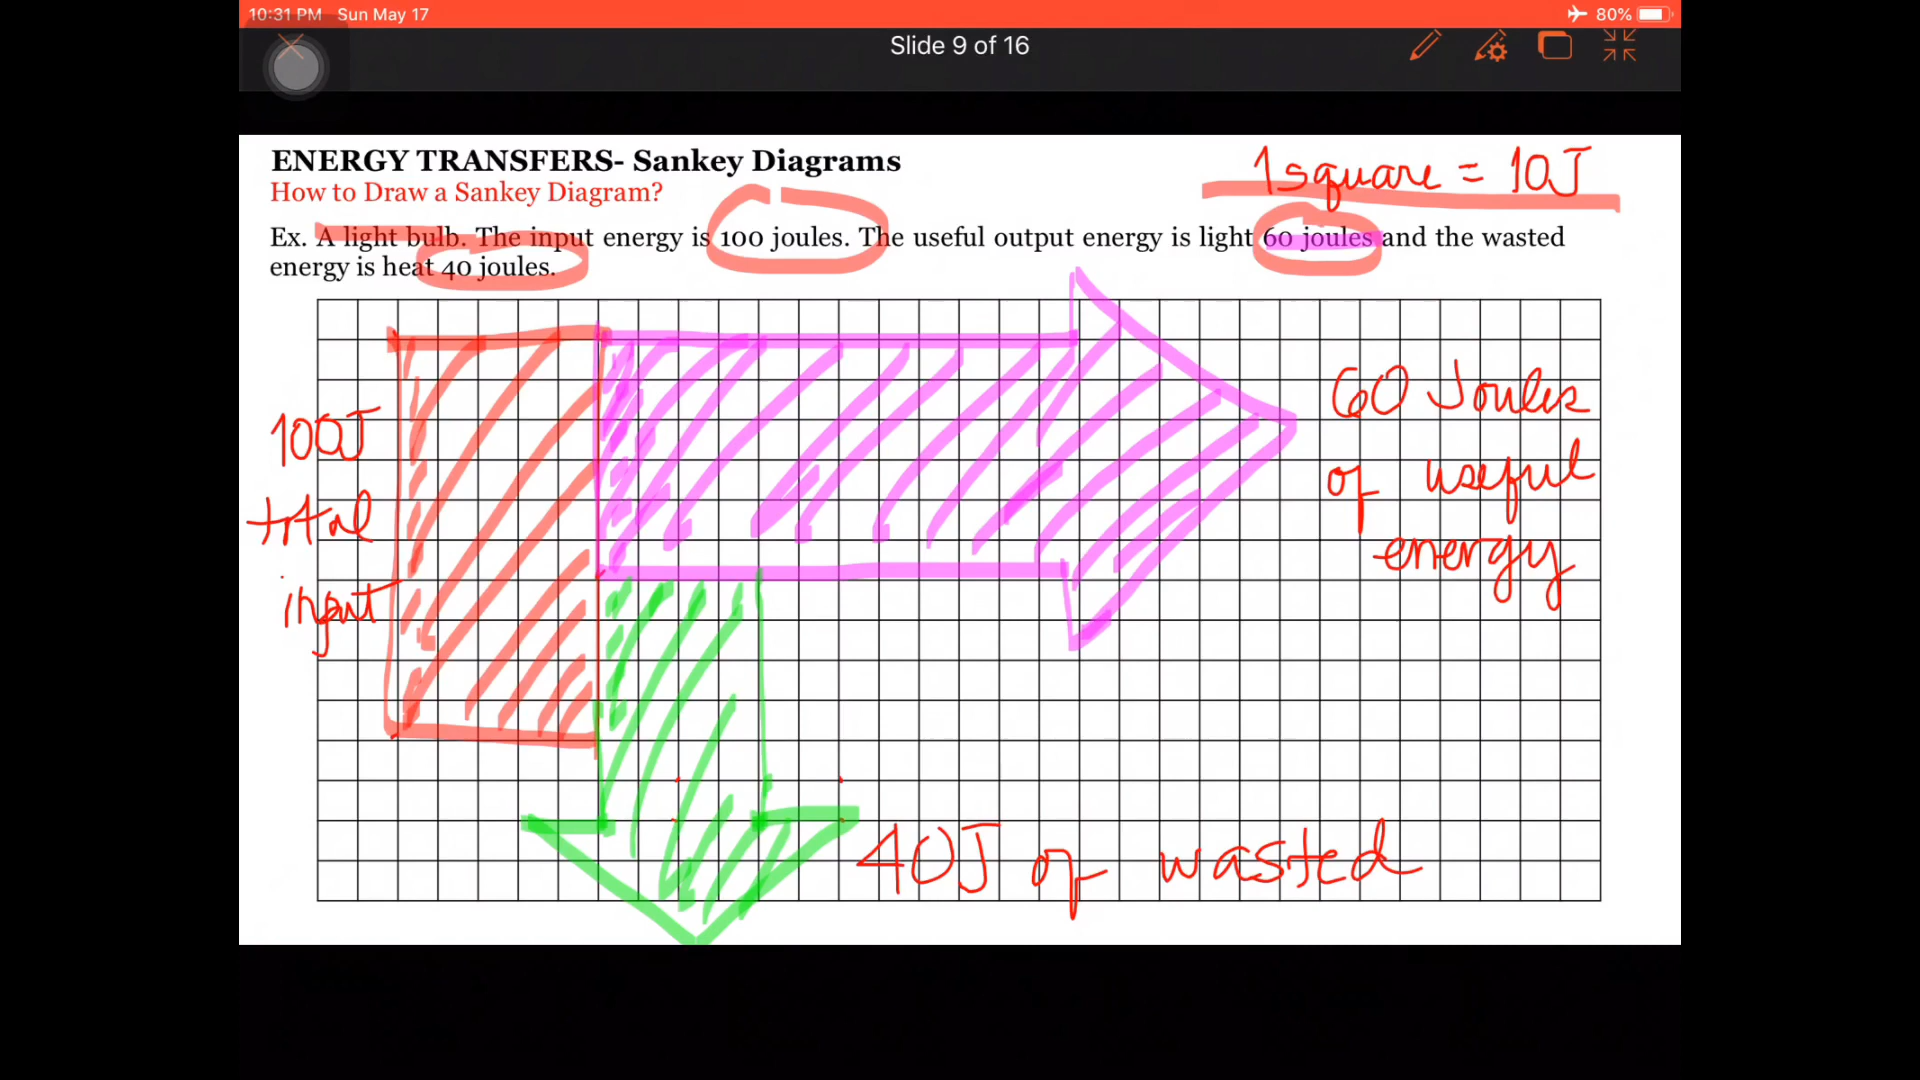 10:31 PM Sun May 17
80%
Slide 9 of 16
ENERGY TRANSFERS- Sankey Diagrams
1 square = 10J
How to Draw a Sankey Diagram?
Ex. A light bulb. The input energy is 100 joules. The useful output energy is light 60 joules and the wasted
energy is heat 40 joules.
100J
total
input
60 Joules
of useful
energy
40J of wasted